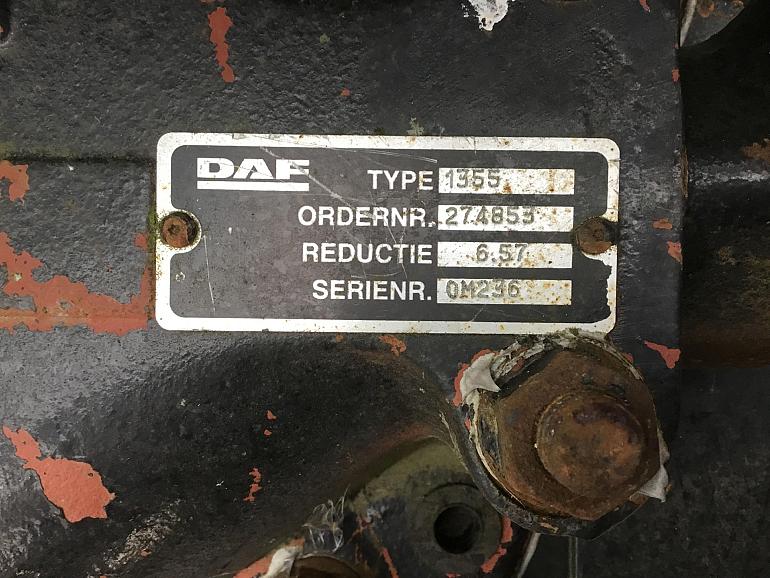 DAF
TYPE 1355
ORDERNR. 274853
REDUCTIE 6.57
SERIENR. 0M236